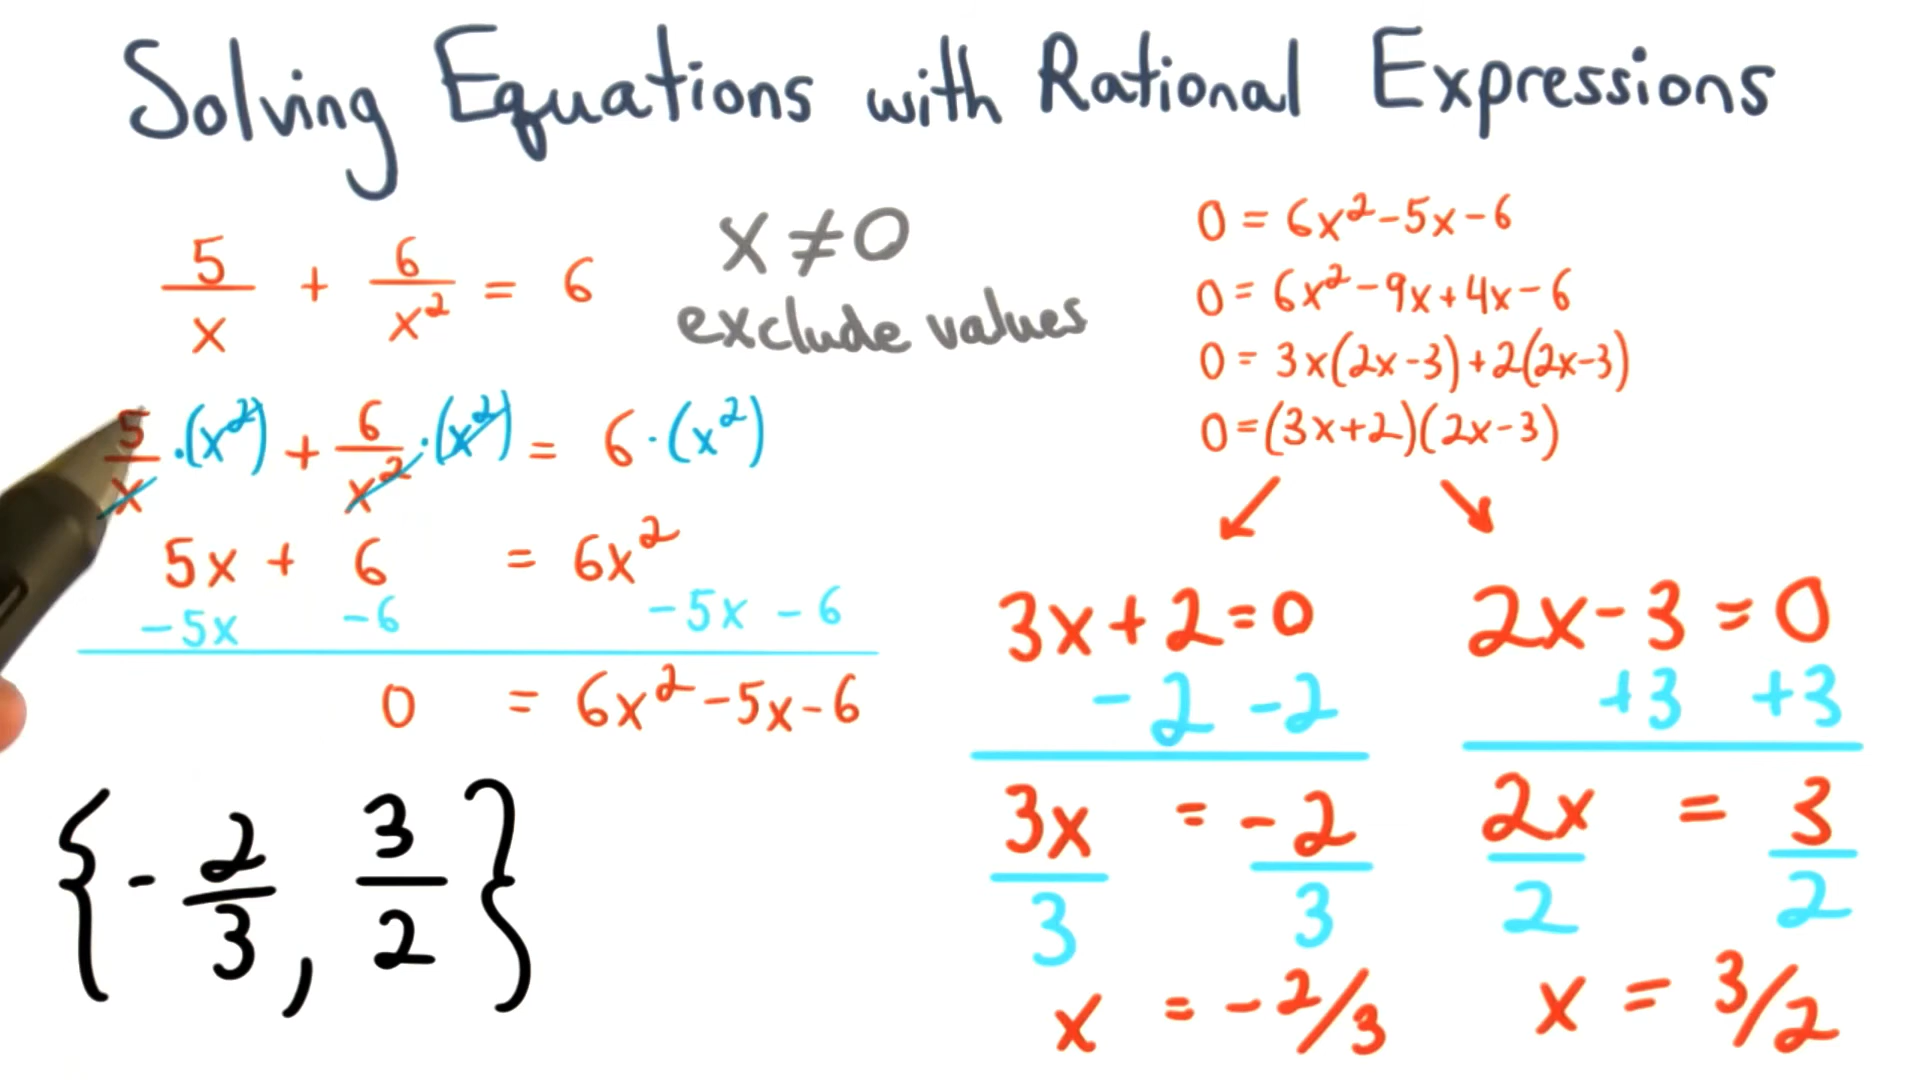 Solving Equations with Rational Expressions
5/x + 6/x² = 6
x ≠ 0
exclude values
5/x · (x²) + 6/x² · (x²) = 6 · (x²)
5x + 6 = 6x²
-5x -6 -5x - 6
0 = 6x² - 5x - 6
{-2/3, 3/2}
0 = 6x² - 5x - 6
0 = 6x² - 9x + 4x - 6
0 = 3x(2x - 3) + 2(2x - 3)
0 = (3x + 2)(2x - 3)
3x + 2 = 0
-2 -2
3x/3 = -2/3
x = -2/3
2x - 3 = 0
+3 +3
2x/2 = 3/2
x = 3/2